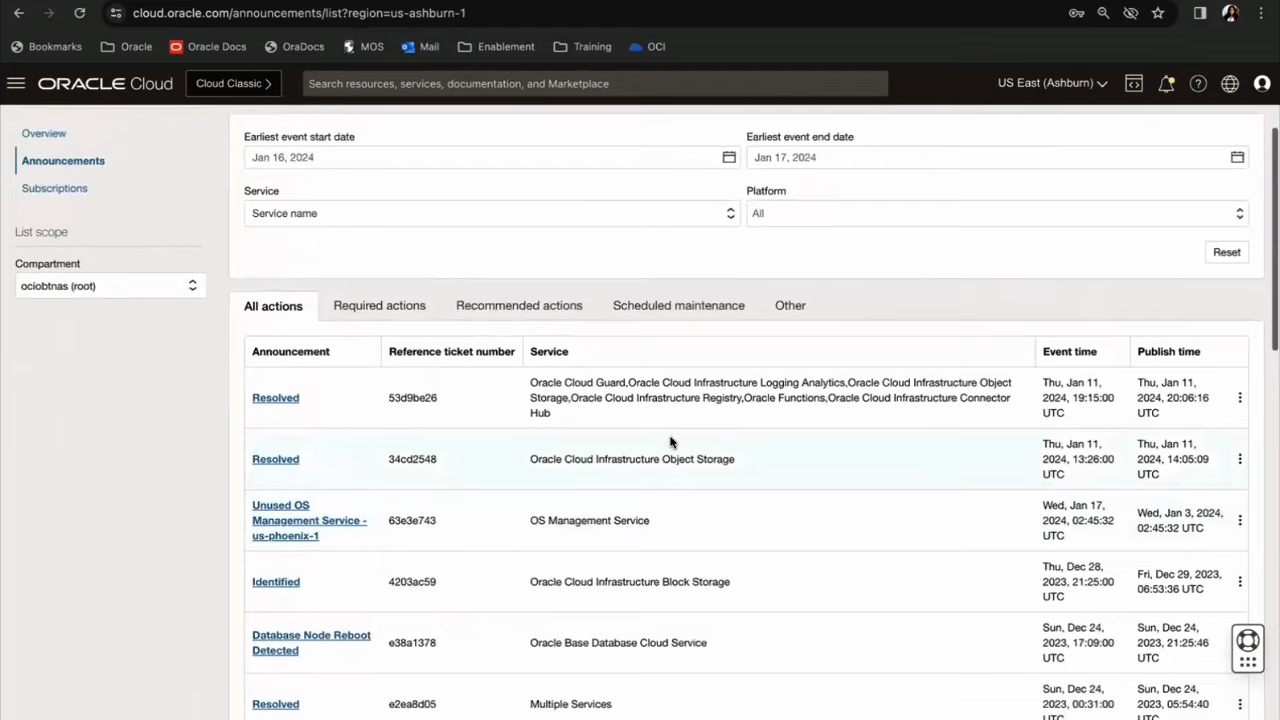 cloud.oracle.com/announcements/list?region=us-ashburn-1
Bookmarks Oracle Oracle Docs OraDocs MOS Mail Enablement Training OCI
ORACLE Cloud Cloud Classic > Search resources, services, documentation, and Marketplace US East (Ashburn)
Overview
Announcements
Subscriptions
List scope
Compartment
ociobtnas (root)
Earliest event start date Earliest event end date
Jan 16, 2024 Jan 17, 2024
Service Platform
Service name All
Reset
All actions Required actions Recommended actions Scheduled maintenance Other
Announcement Reference ticket number Service Event time Publish time
Resolved 53d9be26 Oracle Cloud Guard,Oracle Cloud Infrastructure Logging Analytics,Oracle Cloud Infrastructure Object
Storage,Oracle Cloud Infrastructure Registry,Oracle Functions,Oracle Cloud Infrastructure Connector
Hub
Thu, Jan 11,
2024, 19:15:00
UTC
Thu, Jan 11,
2024, 20:06:16
UTC
Resolved 34cd2548 Oracle Cloud Infrastructure Object Storage
Thu, Jan 11,
2024, 13:26:00
UTC
Thu, Jan 11,
2024, 14:05:09
UTC
Unused OS
Management Service -
us-phoenix-1
63e3e743 OS Management Service
Wed, Jan 17,
2024, 02:45:32
UTC
Wed, Jan 3, 2024,
02:45:32 UTC
Identified 4203ac59 Oracle Cloud Infrastructure Block Storage
Thu, Dec 28,
2023, 21:25:00
UTC
Fri, Dec 29, 2023,
06:53:36 UTC
Database Node Reboot
Detected
e38a1378 Oracle Base Database Cloud Service
Sun, Dec 24,
2023, 17:09:00
UTC
Sun, Dec 24,
2023, 21:25:46
UTC
Resolved e2ea8d05 Multiple Services
Sun, Dec 24,
2023, 00:31:00
UTC
Sun, Dec 24,
2023, 05:54:40
UTC